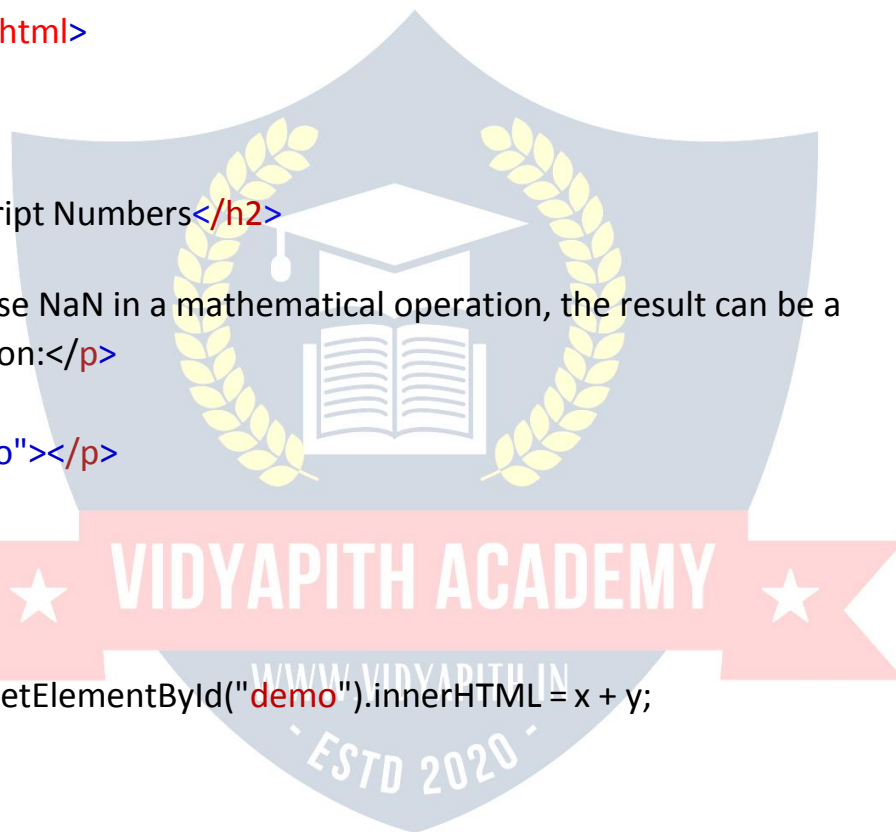 html>
ript Numbers</h2>
se NaN in a mathematical operation, the result can be a
on:</p>
o"></p>
VIDYAPITH ACADEMY
WWW.VIDYAPITH.IN
etElementById("demo").innerHTML = x + y;
- ESTD 2020 -